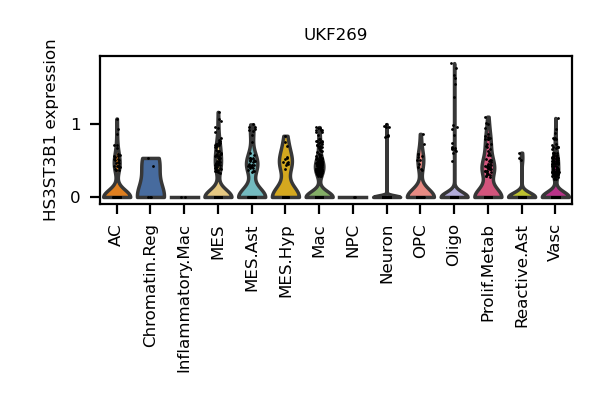 UKF269
HS3ST3B1 expression
1
0
AC
Chromatin.Reg
Inflammatory.Mac
MES
MES.Ast
MES.Hyp
Mac
NPC
Neuron
OPC
Oligo
Prolif.Metab
Reactive.Ast
Vasc